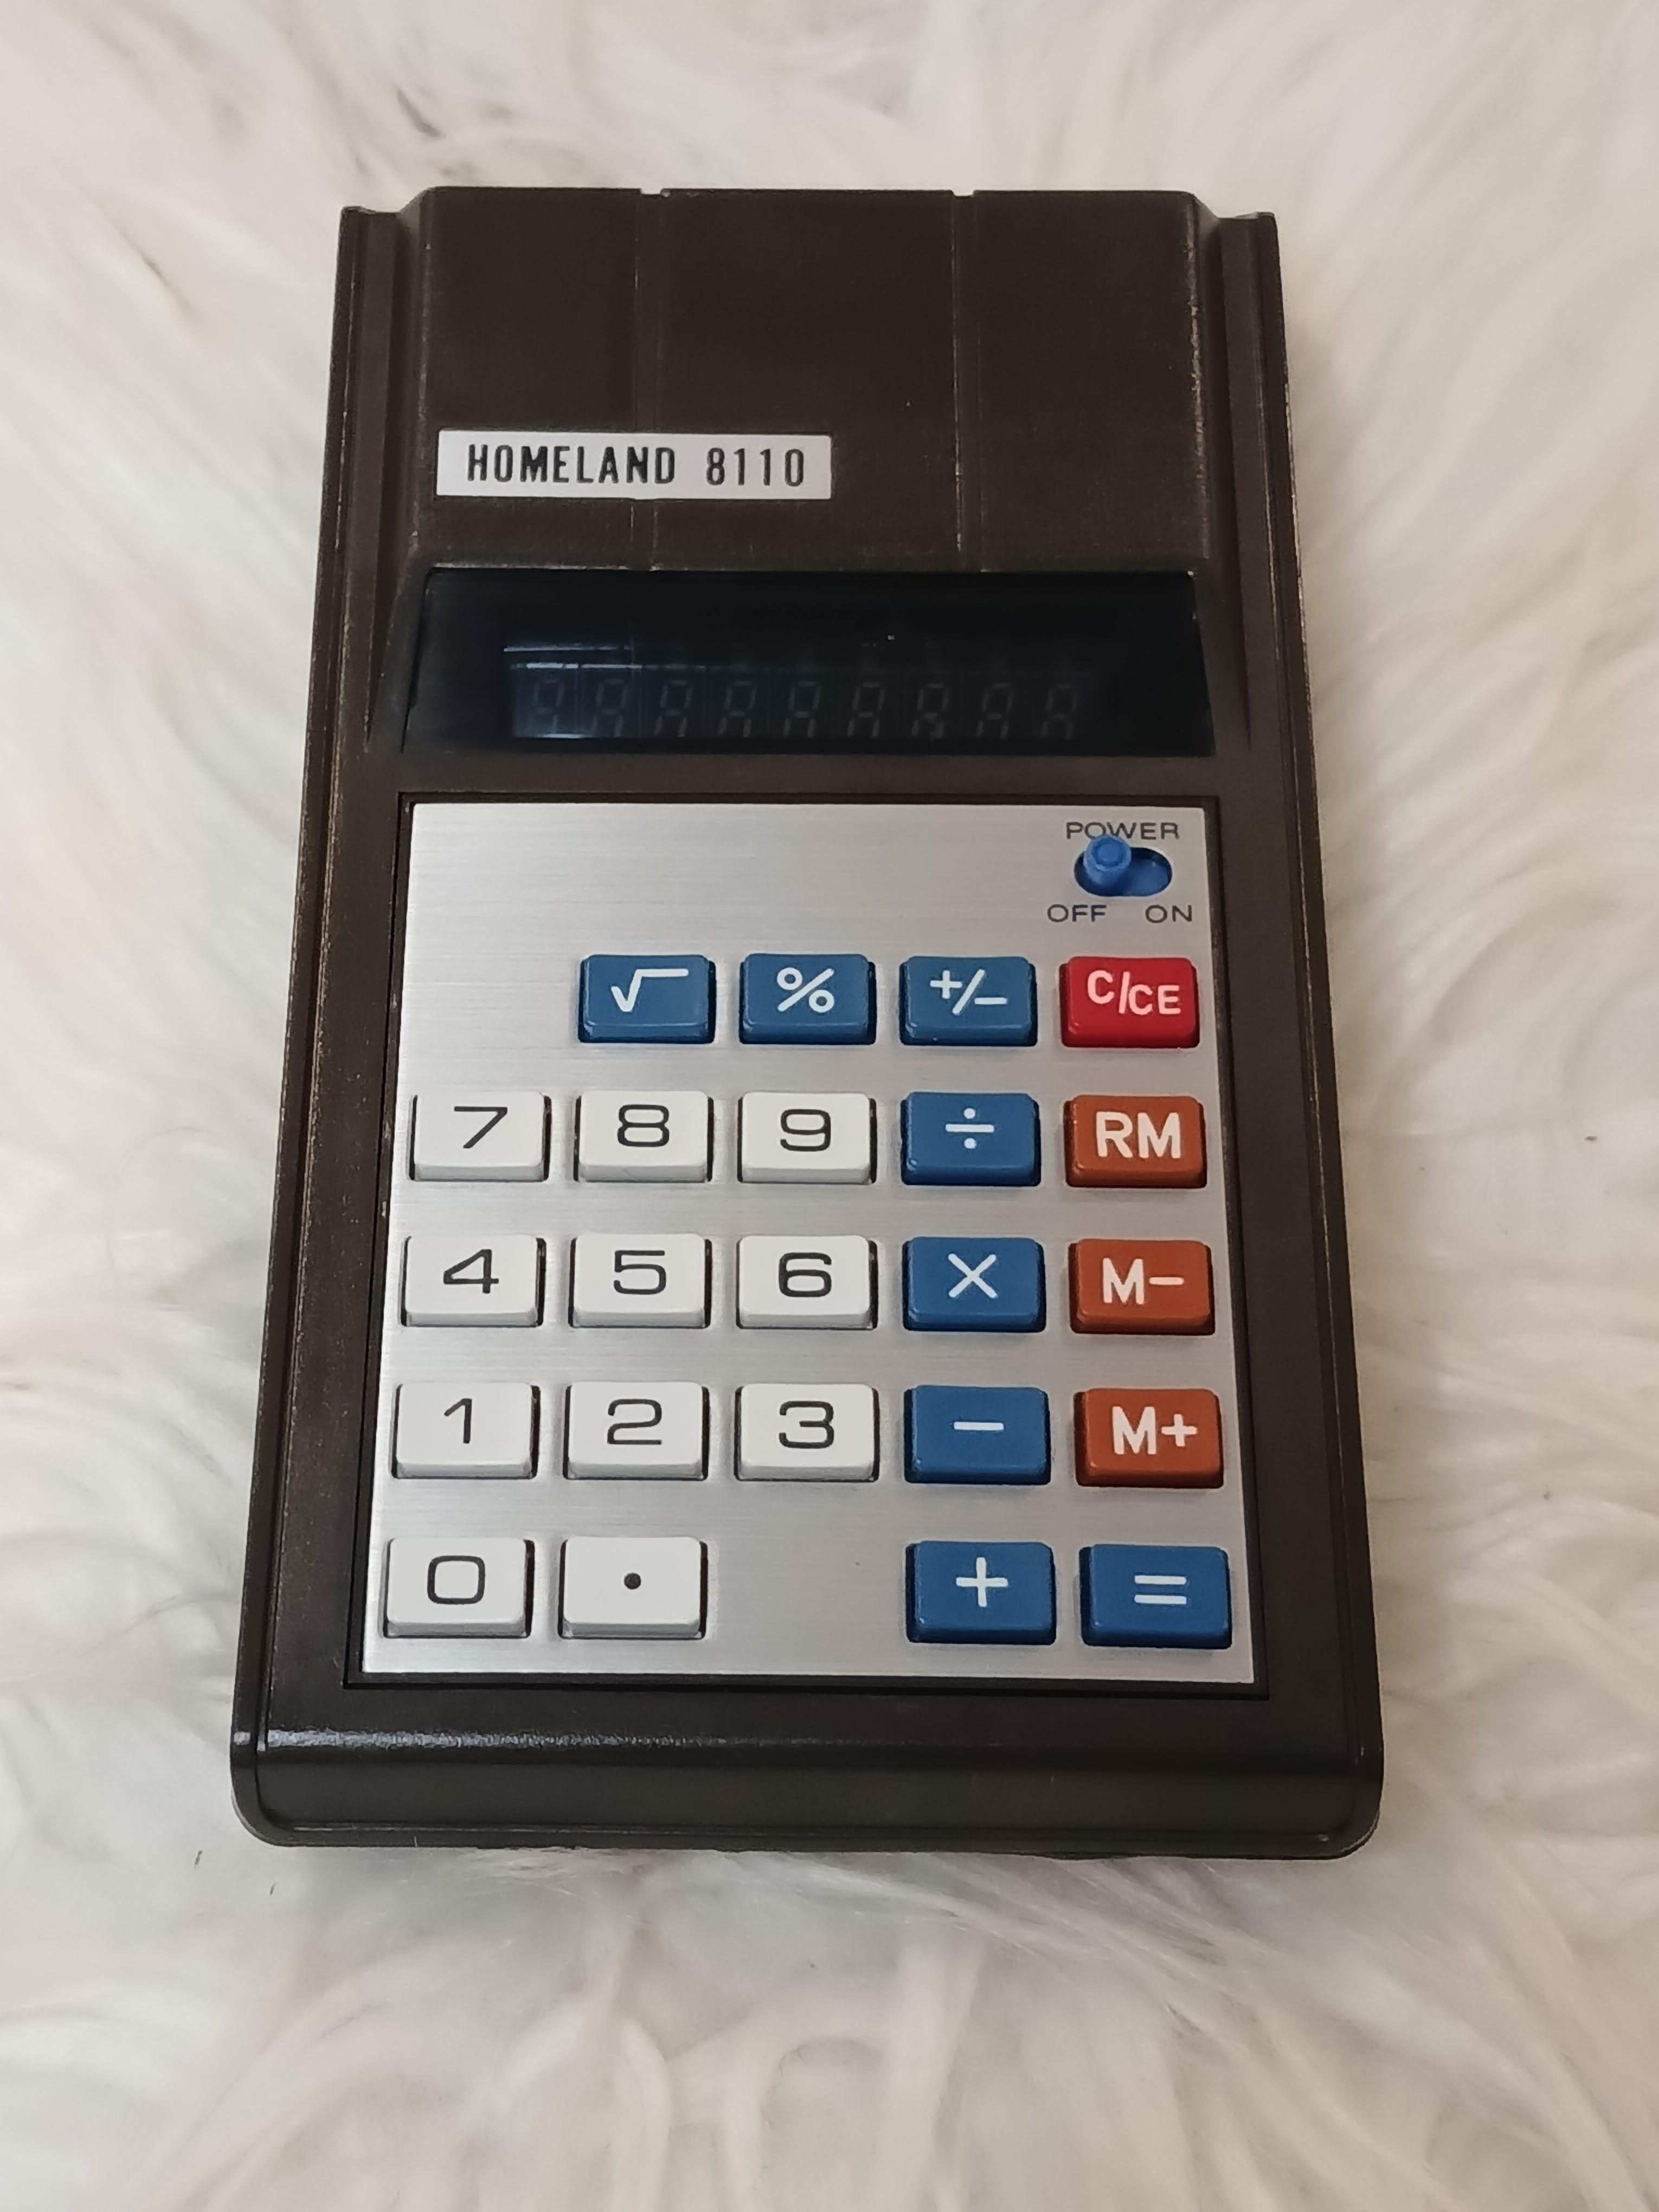 HOMELAND 8110
POWER
OFF ON
√ % +/− C/CE
7 8 9 ÷ RM
4 5 6 × M−
1 2 3 − M+
0 . + =